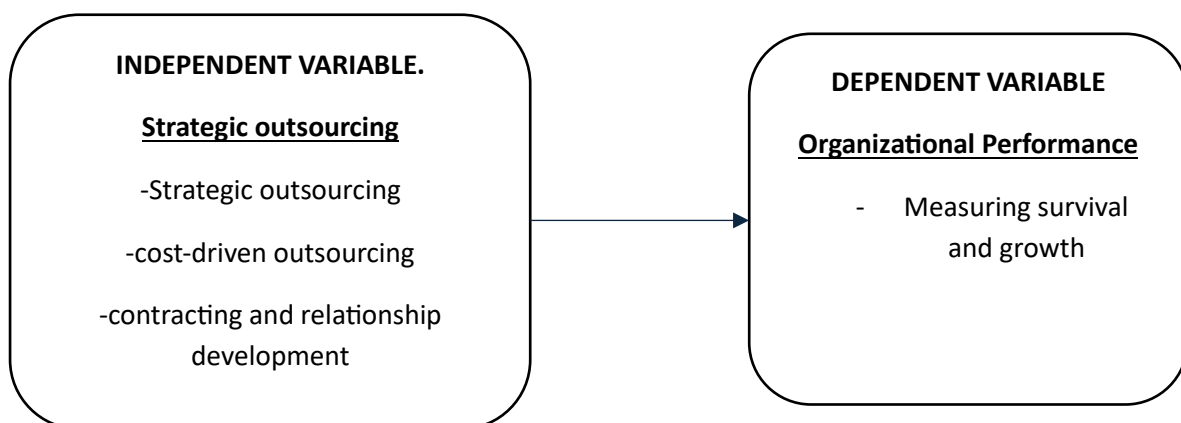 INDEPENDENT VARIABLE.
Strategic outsourcing
-Strategic outsourcing
-cost-driven outsourcing
-contracting and relationship
development
DEPENDENT VARIABLE
Organizational Performance
- Measuring survival
and growth